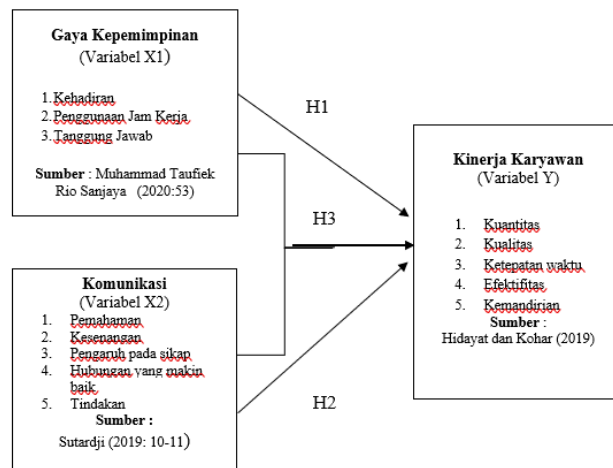 Gaya Kepemimpinan
(Variabel X1)
1.Kehadiran
2.Penggunaan Jam Kerja
3.Tanggung Jawab
Sumber : Muhammad Taufiek
Rio Sanjaya (2020:53)
H1
H3
Kinerja Karyawan
(Variabel Y)
1. Kuantitas
2. Kualitas
3. Ketepatan waktu
4. Efektifitas
5. Kemandirian
Sumber :
Hidayat dan Kohar (2019)
Komunikasi
(Variabel X2)
1. Pemahaman
2. Kesenangan
3. Pengaruh pada sikap
4. Hubungan yang makin
baik
5. Tindakan
Sumber :
Sutardji (2019: 10-11)
H2